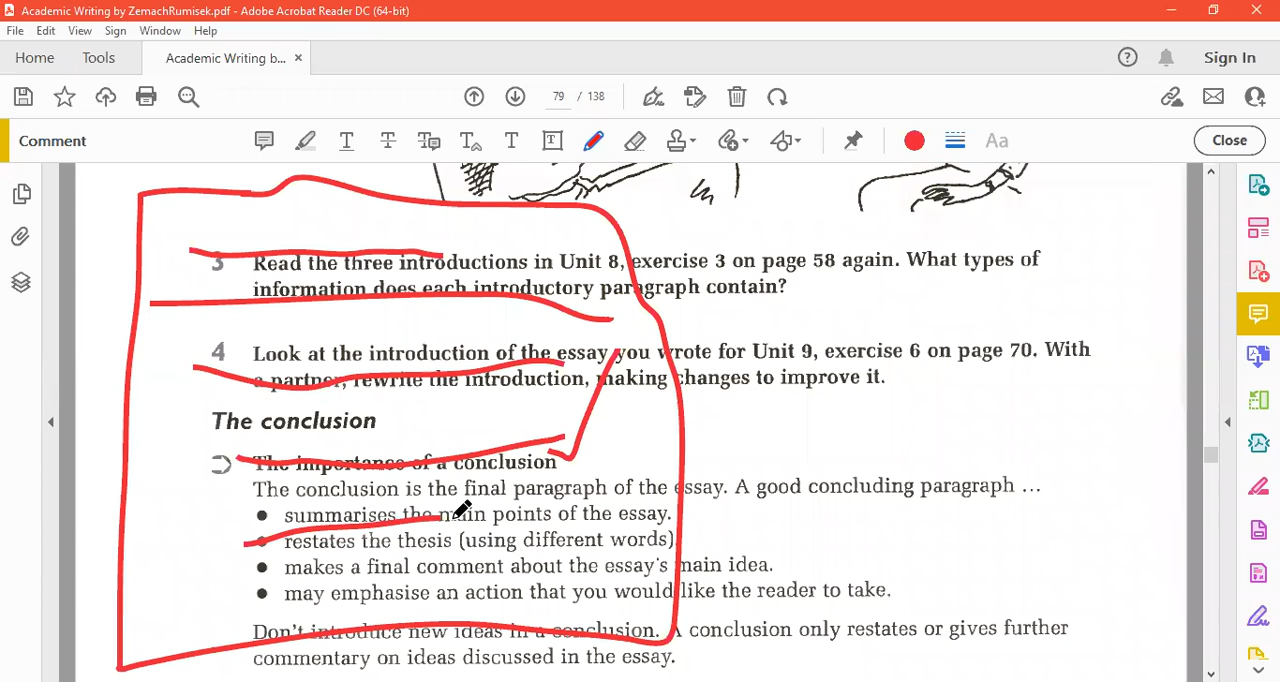 Academic Writing by ZemachRumisek.pdf - Adobe Acrobat Reader DC (64-bit)
File Edit View Sign Window Help
Home Tools Academic Writing b... × Sign In
79 / 138
Comment Close
3 Read the three introductions in Unit 8, exercise 3 on page 58 again. What types of
information does each introductory paragraph contain?
4 Look at the introduction of the essay you wrote for Unit 9, exercise 6 on page 70. With
a partner, rewrite the introduction, making changes to improve it.
The conclusion
The importance of a conclusion
The conclusion is the final paragraph of the essay. A good concluding paragraph ...
• summarises the main points of the essay.
• restates the thesis (using different words).
• makes a final comment about the essay's main idea.
• may emphasise an action that you would like the reader to take.
Don't introduce new ideas in a conclusion. A conclusion only restates or gives further
commentary on ideas discussed in the essay.